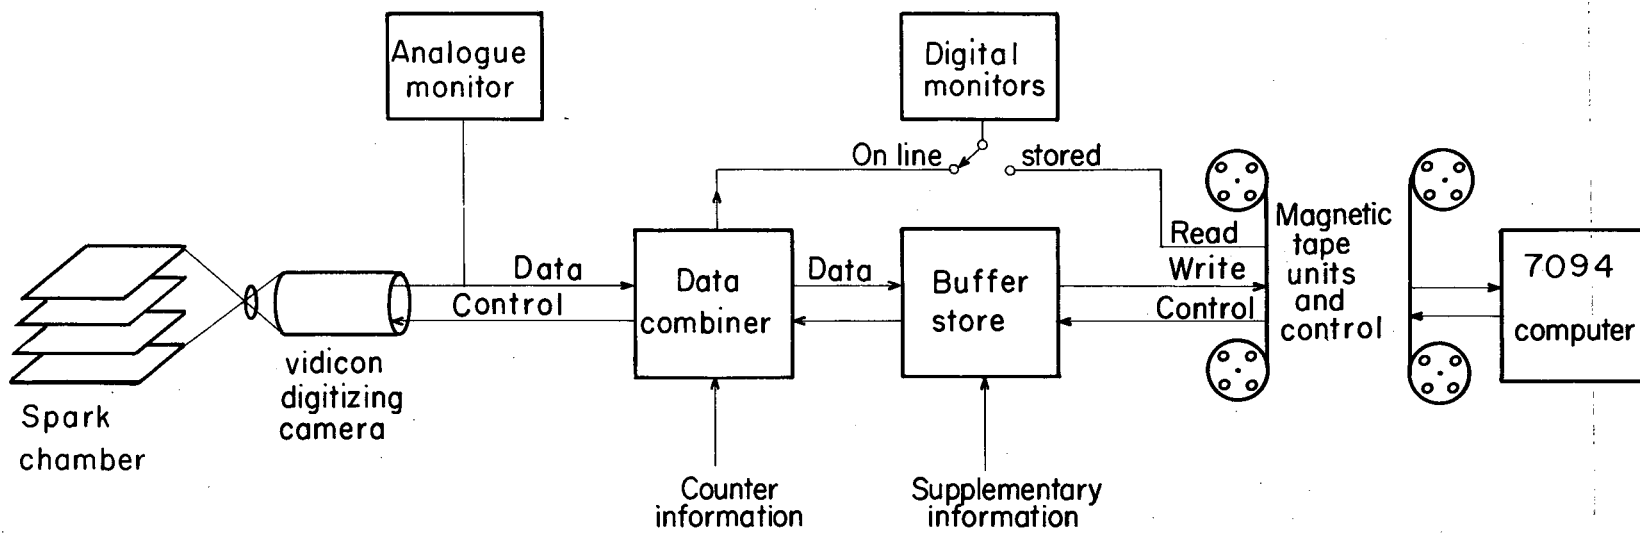 Analogue
monitor
Digital
monitors
On line
stored
Spark
chamber
vidicon
digitizing
camera
Data
Control
Data
combiner
Data
Buffer
store
Read
Write
Control
Magnetic
tape
units
and
control
7094
computer
Counter
information
Supplementary
information